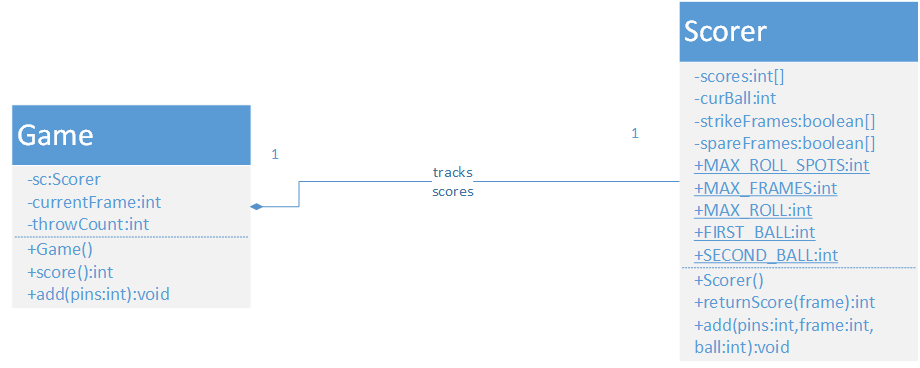 Game
-sc:Scorer
-currentFrame:int
-throwCount:int
+Game()
+score():int
+add(pins:int):void
1
tracks
scores
1
Scorer
-scores:int[]
-curBall:int
-strikeFrames:boolean[]
-spareFrames:boolean[]
+MAX_ROLL_SPOTS:int
+MAX_FRAMES:int
+MAX_ROLL:int
+FIRST_BALL:int
+SECOND_BALL:int
+Scorer()
+returnScore(frame):int
+add(pins:int,frame:int,
ball:int):void